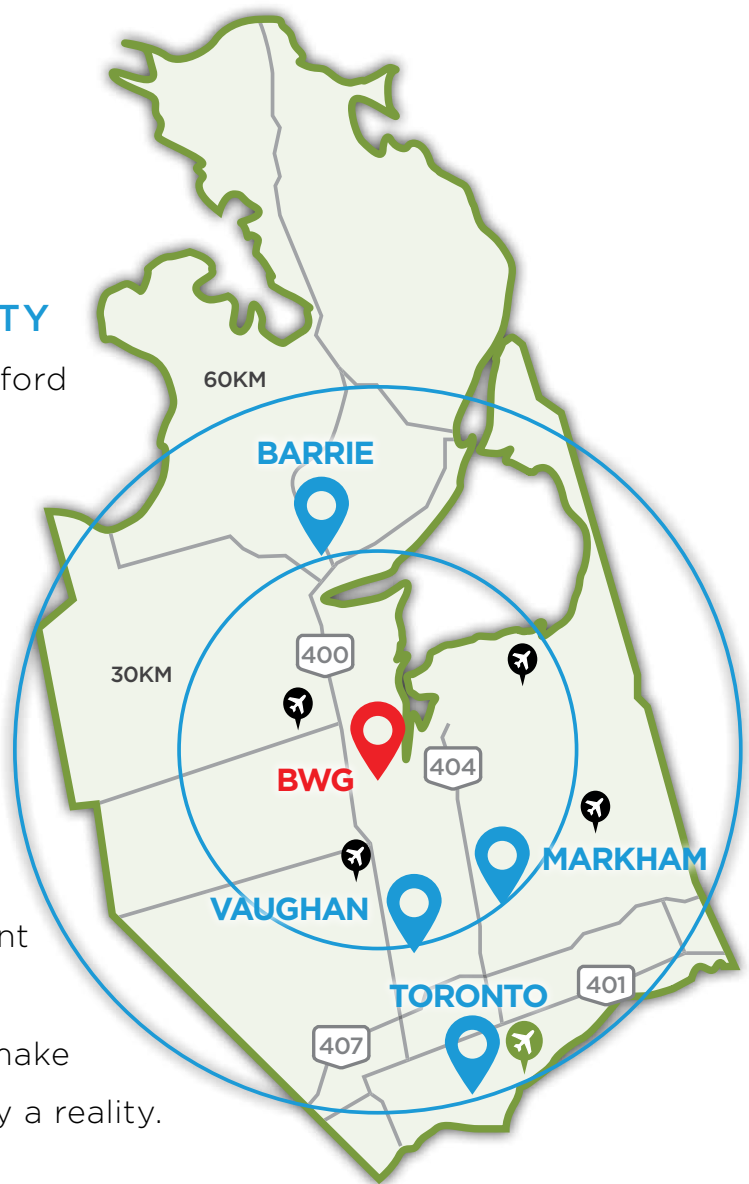 TY
ford
60KM
BARRIE
400
30KM
BWG
404
MARKHAM
VAUGHAN
nt
TORONTO
401
407
nake
y a reality.